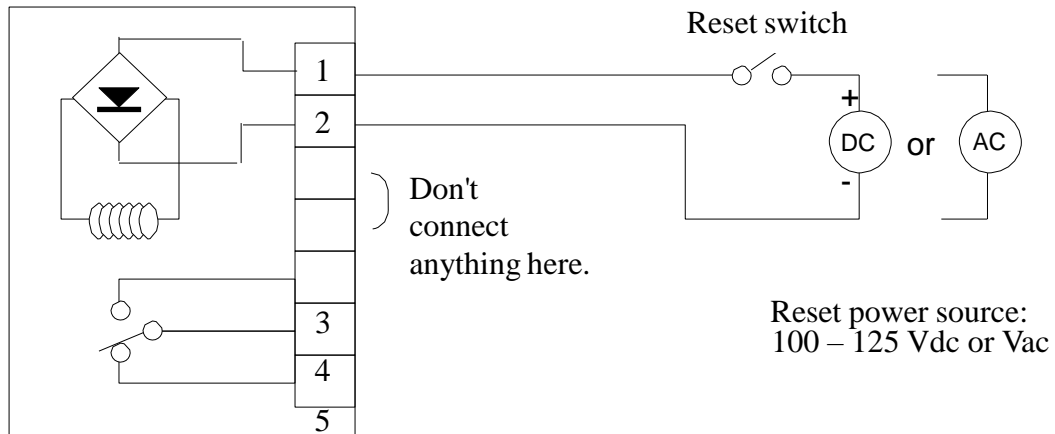 Reset switch
1
2
+
DC
-
or
AC
Don't
connect
anything here.
3
4
5
Reset power source:
100 – 125 Vdc or Vac